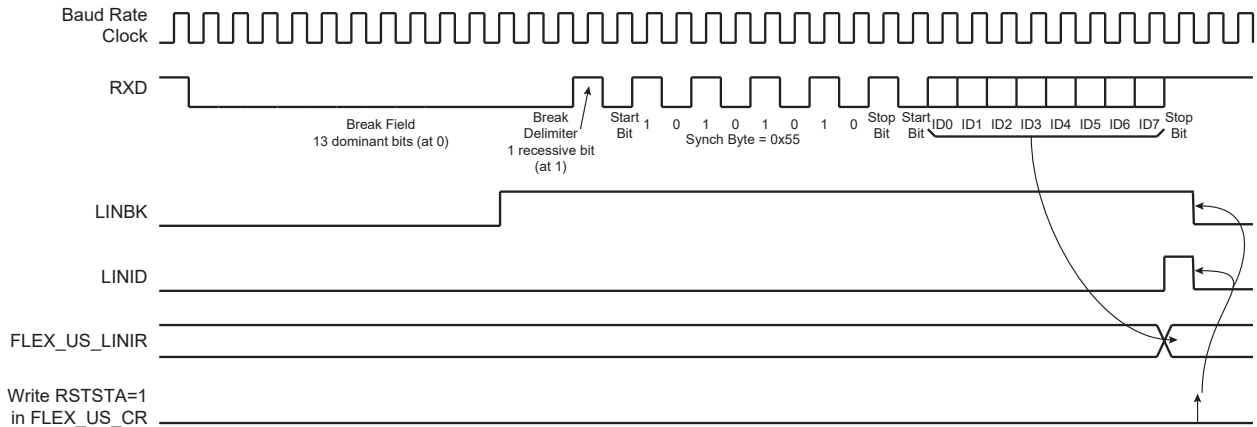 Baud Rate
Clock
RXD
Break Field
13 dominant bits (at 0)
Break
Delimiter
1 recessive bit
(at 1)
Start
Bit
1 0 1 0 1 0 1 0
Synch Byte = 0x55
Stop
Bit
Start
Bit
ID0 ID1 ID2 ID3 ID4 ID5 ID6 ID7
Stop
Bit
LINBK
LINID
FLEX_US_LINIR
Write RSTSTA=1
in FLEX_US_CR